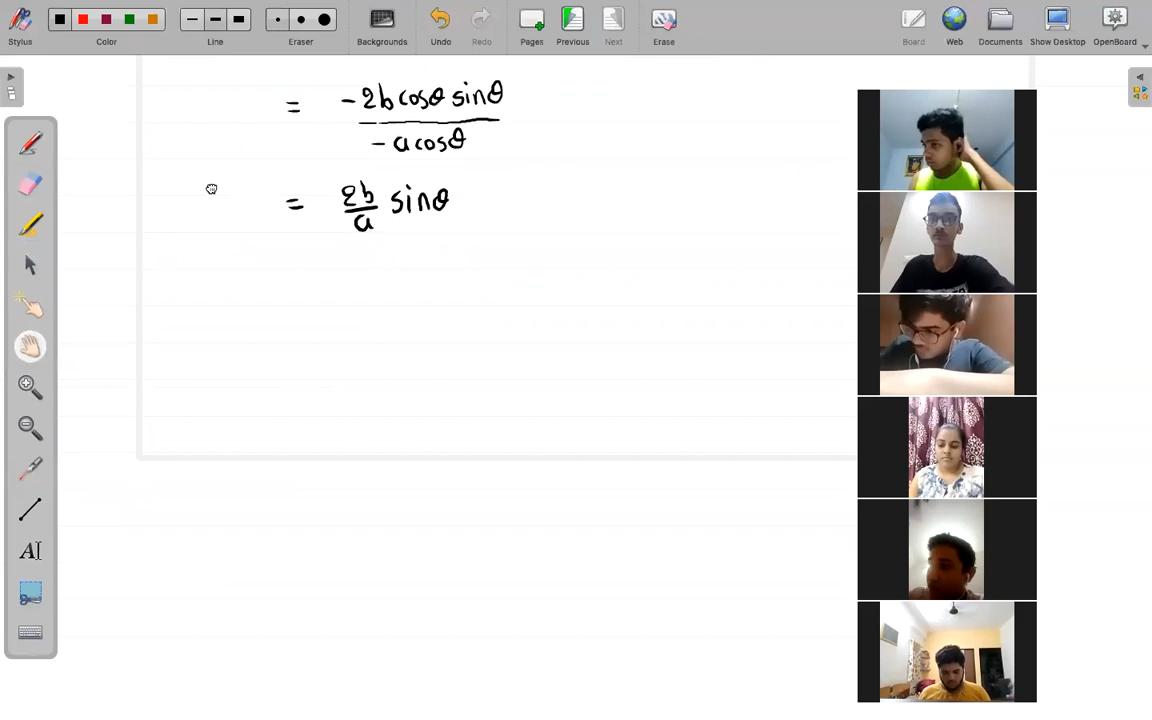 Stylus
Color
Line
Eraser
Backgrounds
Undo
Redo
Pages
Previous
Next
Erase
Board
Web
Documents
Show Desktop
OpenBoard
= -2b cosθ sinθ
-a cosθ
= 2b/a sinθ
A